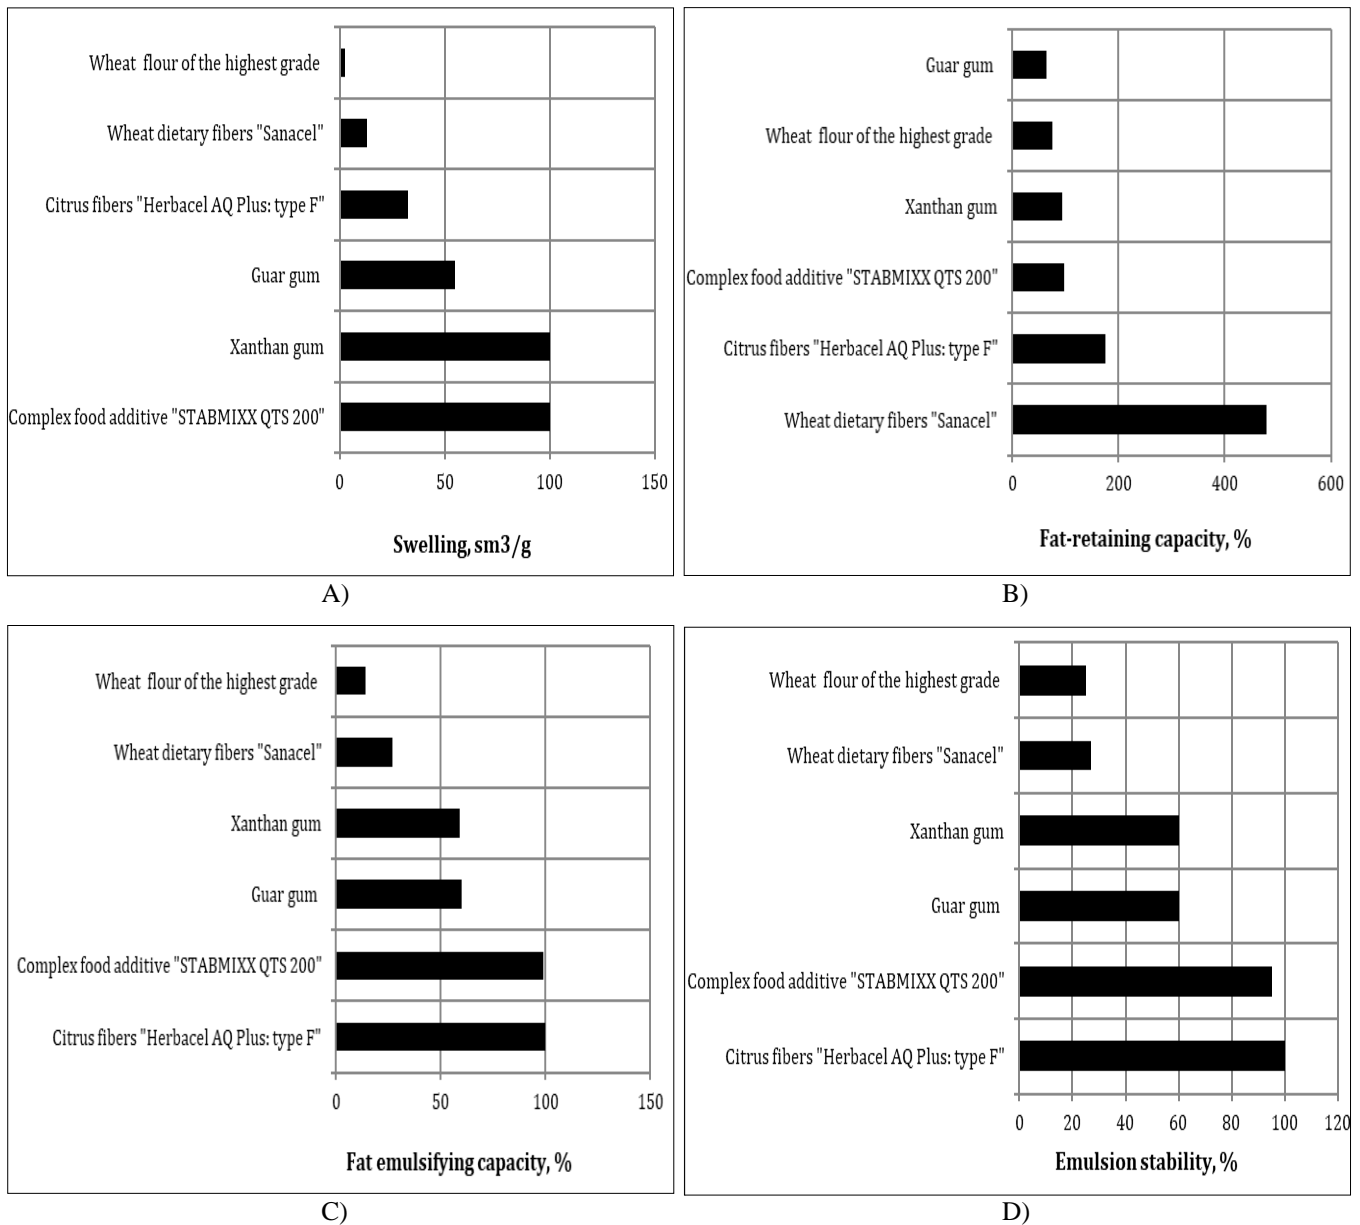 Wheat flour of the highest grade
Wheat dietary fibers "Sanacel"
Citrus fibers "Herbacel AQ Plus: type F"
Guar gum
Xanthan gum
Complex food additive "STABMIXX QTS 200"
0 50 100 150
Swelling, sm3/g
A)
Guar gum
Wheat flour of the highest grade
Xanthan gum
Complex food additive "STABMIXX QTS 200"
Citrus fibers "Herbacel AQ Plus: type F"
Wheat dietary fibers "Sanacel"
0 200 400 600
Fat-retaining capacity, %
B)
Wheat flour of the highest grade
Wheat dietary fibers "Sanacel"
Xanthan gum
Guar gum
Complex food additive "STABMIXX QTS 200"
Citrus fibers "Herbacel AQ Plus: type F"
0 50 100 150
Fat emulsifying capacity, %
C)
Wheat flour of the highest grade
Wheat dietary fibers "Sanacel"
Xanthan gum
Guar gum
Complex food additive "STABMIXX QTS 200"
Citrus fibers "Herbacel AQ Plus: type F"
0 20 40 60 80 100 120
Emulsion stability, %
D)